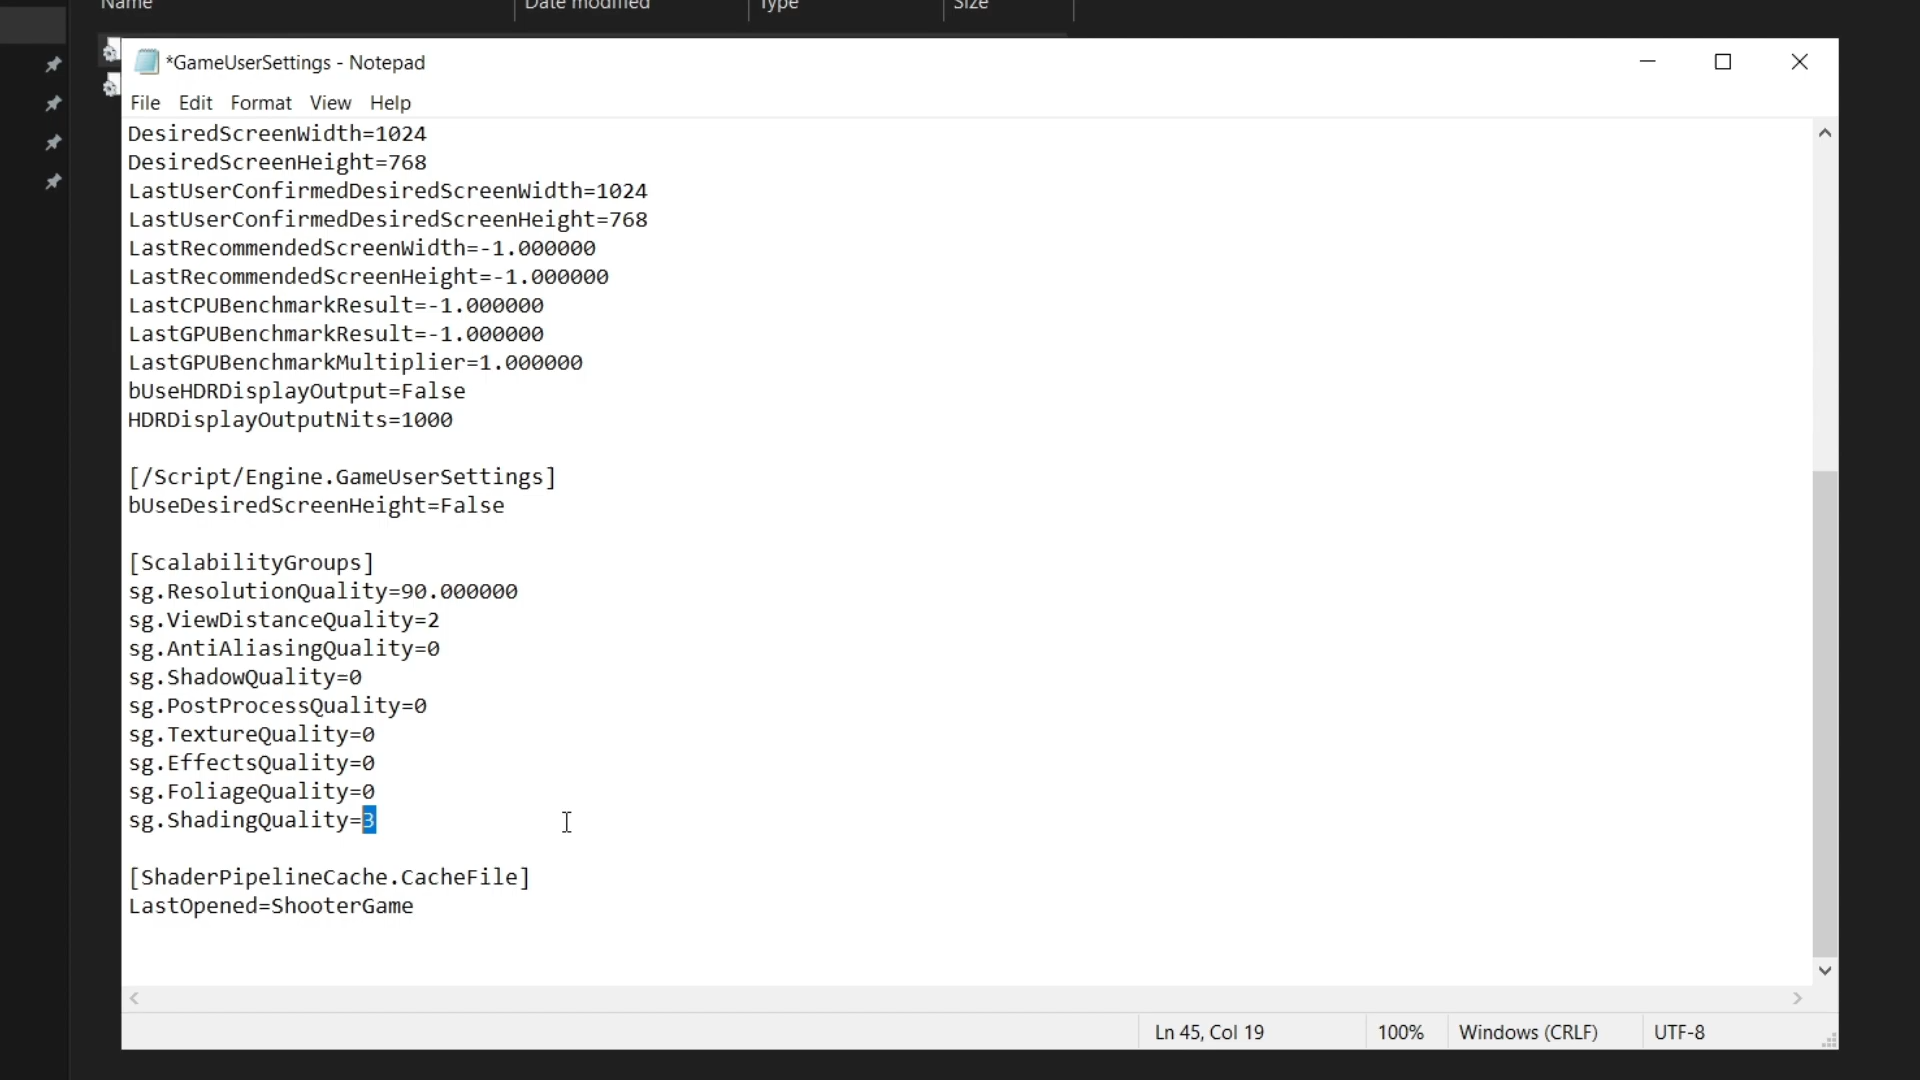 Name Date modified Type Size
*GameUserSettings - Notepad
File Edit Format View Help
DesiredScreenWidth=1024
DesiredScreenHeight=768
LastUserConfirmedDesiredScreenWidth=1024
LastUserConfirmedDesiredScreenHeight=768
LastRecommendedScreenWidth=-1.000000
LastRecommendedScreenHeight=-1.000000
LastCPUBenchmarkResult=-1.000000
LastGPUBenchmarkResult=-1.000000
LastGPUBenchmarkMultiplier=1.000000
bUseHDRDisplayOutput=False
HDRDisplayOutputNits=1000
[/Script/Engine.GameUserSettings]
bUseDesiredScreenHeight=False
[ScalabilityGroups]
sg.ResolutionQuality=90.000000
sg.ViewDistanceQuality=2
sg.AntiAliasingQuality=0
sg.ShadowQuality=0
sg.PostProcessQuality=0
sg.TextureQuality=0
sg.EffectsQuality=0
sg.FoliageQuality=0
sg.ShadingQuality=3
[ShaderPipelineCache.CacheFile]
LastOpened=ShooterGame
Ln 45, Col 19 100% Windows (CRLF) UTF-8